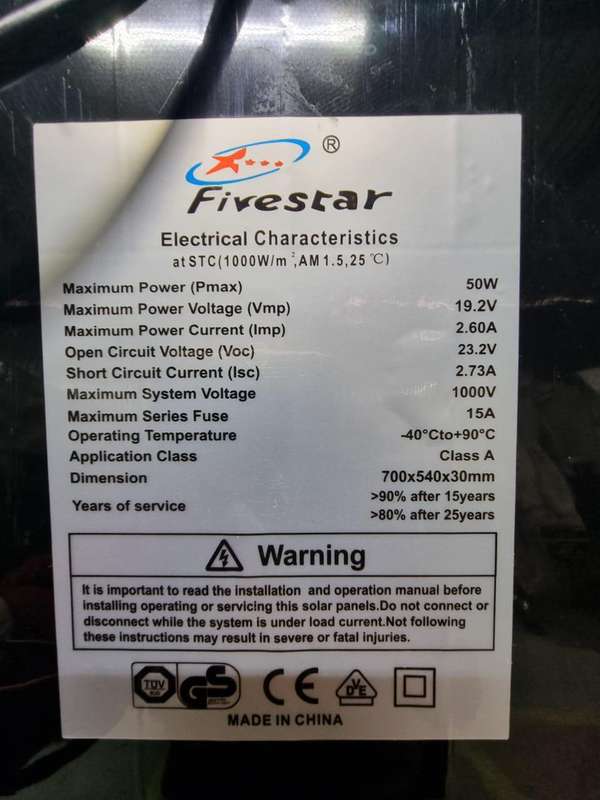 ®
Fivestar
Electrical Characteristics
at STC(1000W/m²,AM1.5,25℃)
Maximum Power (Pmax) 50W
Maximum Power Voltage (Vmp) 19.2V
Maximum Power Current (Imp) 2.60A
Open Circuit Voltage (Voc) 23.2V
Short Circuit Current (Isc) 2.73A
Maximum System Voltage 1000V
Maximum Series Fuse 15A
Operating Temperature -40°Cto+90°C
Application Class Class A
Dimension 700x540x30mm
Years of service >90% after 15years
>80% after 25years
Warning
It is important to read the installation and operation manual before
installing operating or servicing this solar panels.Do not connect or
disconnect while the system is under load current.Not following
these instructions may result in severe or fatal injuries.
TÜV GS CE VDE
MADE IN CHINA